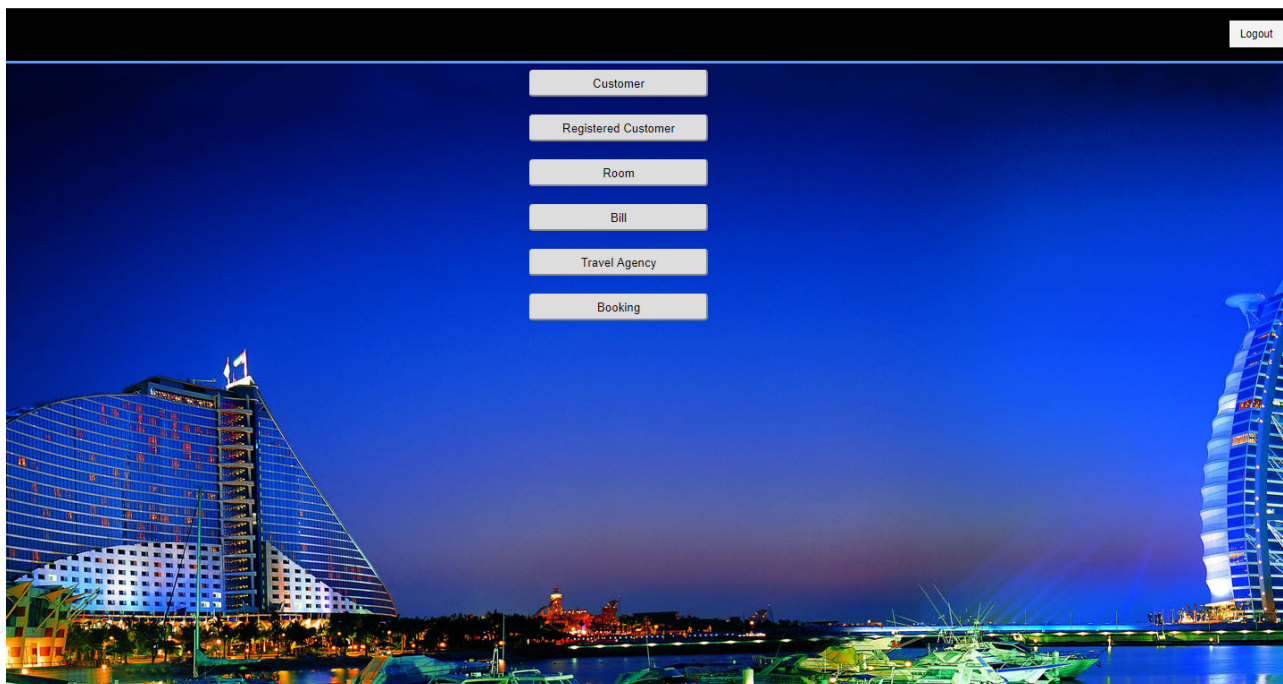 Logout
Customer
Registered Customer
Room
Bill
Travel Agency
Booking